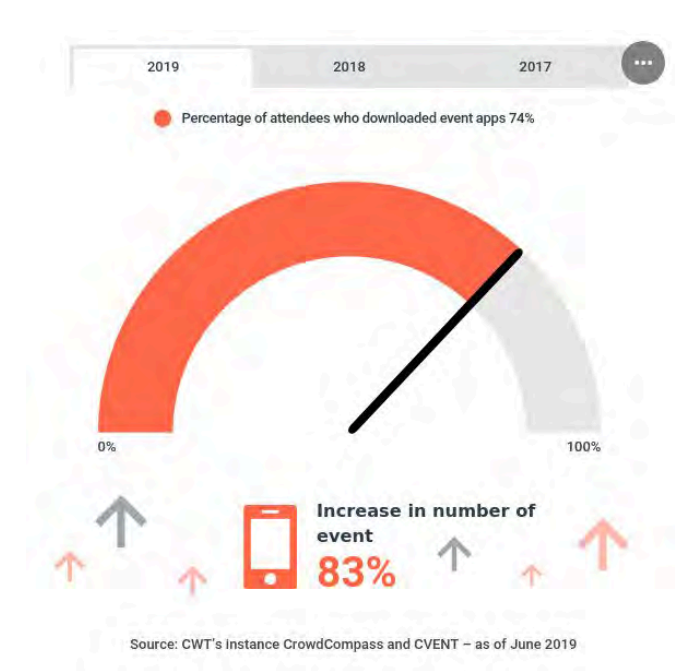 2019 2018 2017
Percentage of attendees who downloaded event apps 74%
0% 100%
Increase in number of
event
83%
Source: CWT's instance CrowdCompass and CVENT – as of June 2019